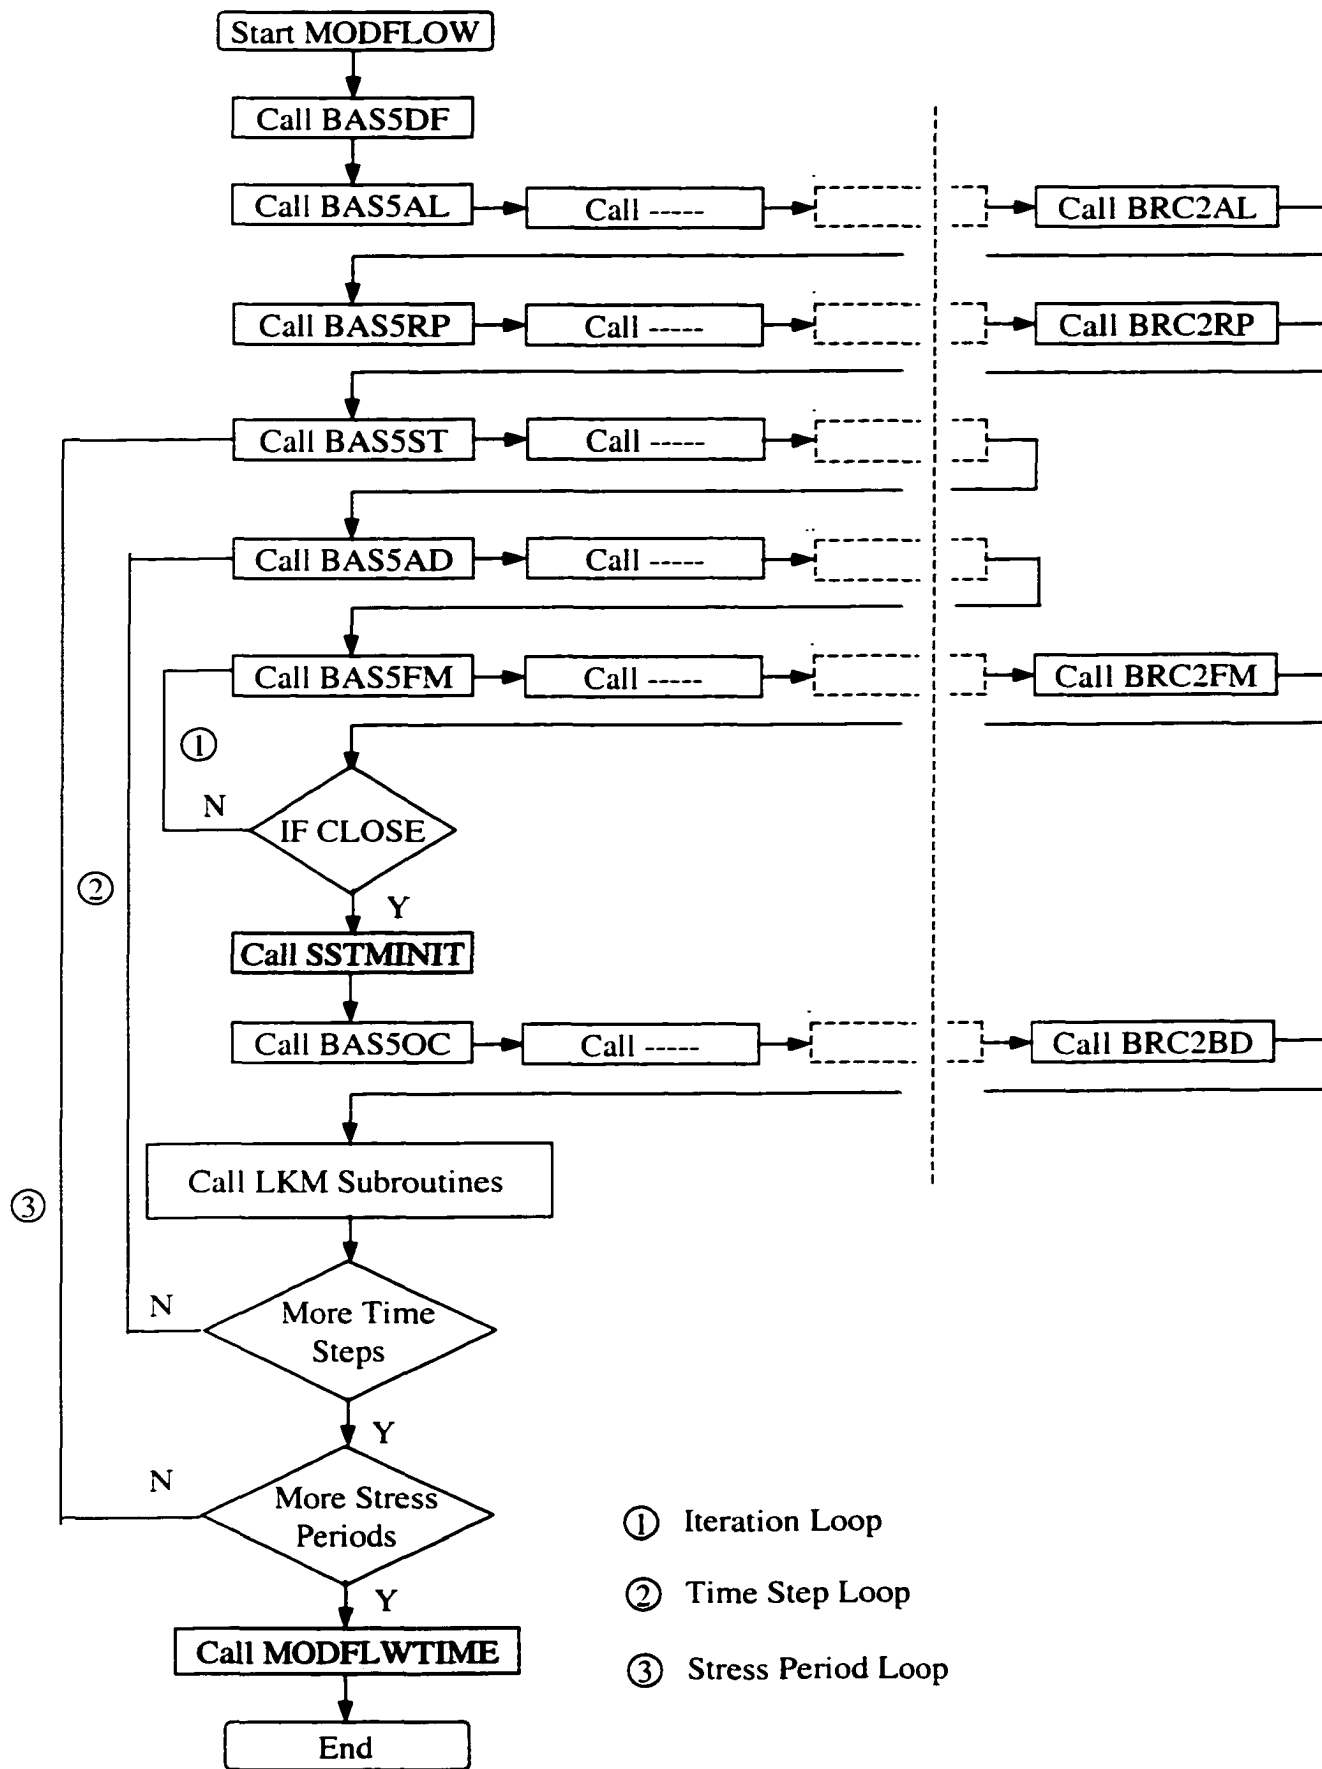 Start MODFLOW
Call BAS5DF
Call BAS5AL
Call -----
Call BRC2AL
Call BAS5RP
Call -----
Call BRC2RP
Call BAS5ST
Call -----
Call BAS5AD
Call -----
Call BAS5FM
Call -----
Call BRC2FM
①
N
IF CLOSE
②
Y
Call SSTMINIT
Call BAS5OC
Call -----
Call BRC2BD
Call LKM Subroutines
③
N
More Time
Steps
Y
N
More Stress
Periods
① Iteration Loop
Y
② Time Step Loop
Call MODFLWTIME
③ Stress Period Loop
End